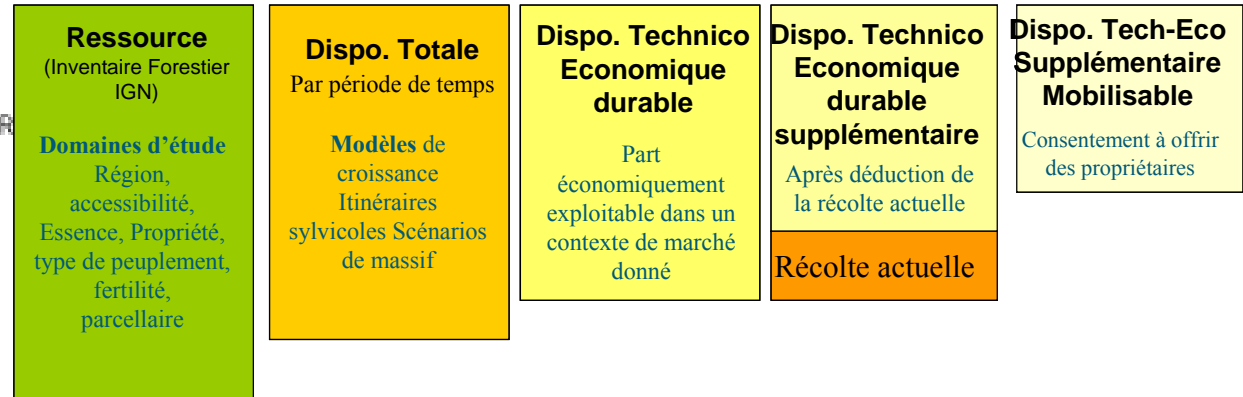 Ressource
(Inventaire Forestier
IGN)
Domaines d'étude
Région,
accessibilité,
Essence, Propriété,
type de peuplement,
fertilité,
parcellaire
Dispo. Totale
Par période de temps
Modèles de
croissance
Itinéraires
sylvicoles Scénarios
de massif
Dispo. Technico
Economique
durable
Part
économiquement
exploitable dans un
contexte de marché
donné
Dispo. Technico
Economique
durable
supplémentaire
Après déduction de
la récolte actuelle
Récolte actuelle
Dispo. Tech-Eco
Supplémentaire
Mobilisable
Consentement à offrir
des propriétaires